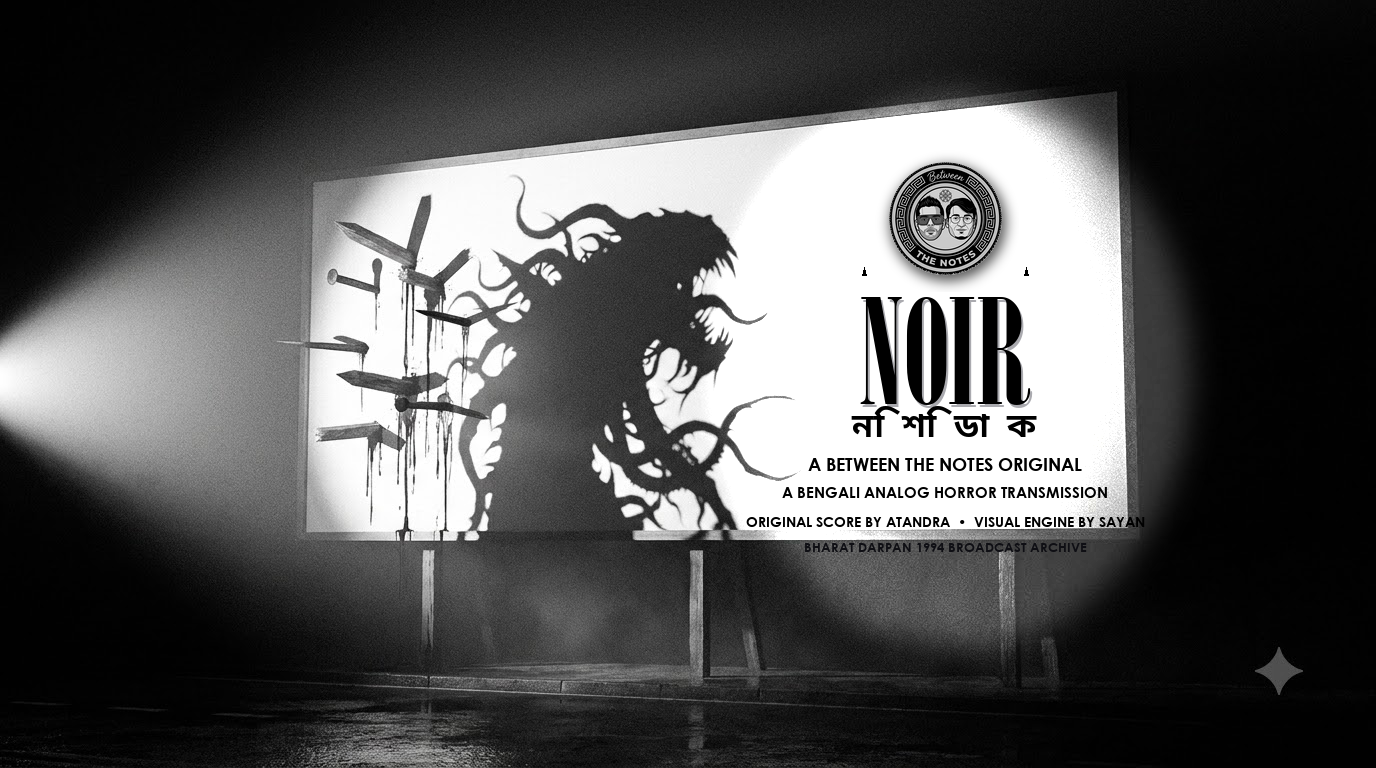 Between
THE NOTES
NOIR
নিশিডাক
A BETWEEN THE NOTES ORIGINAL
A BENGALI ANALOG HORROR TRANSMISSION
ORIGINAL SCORE BY ATANDRA • VISUAL ENGINE BY SAYAN
BHARAT DARPAN 1994 BROADCAST ARCHIVE